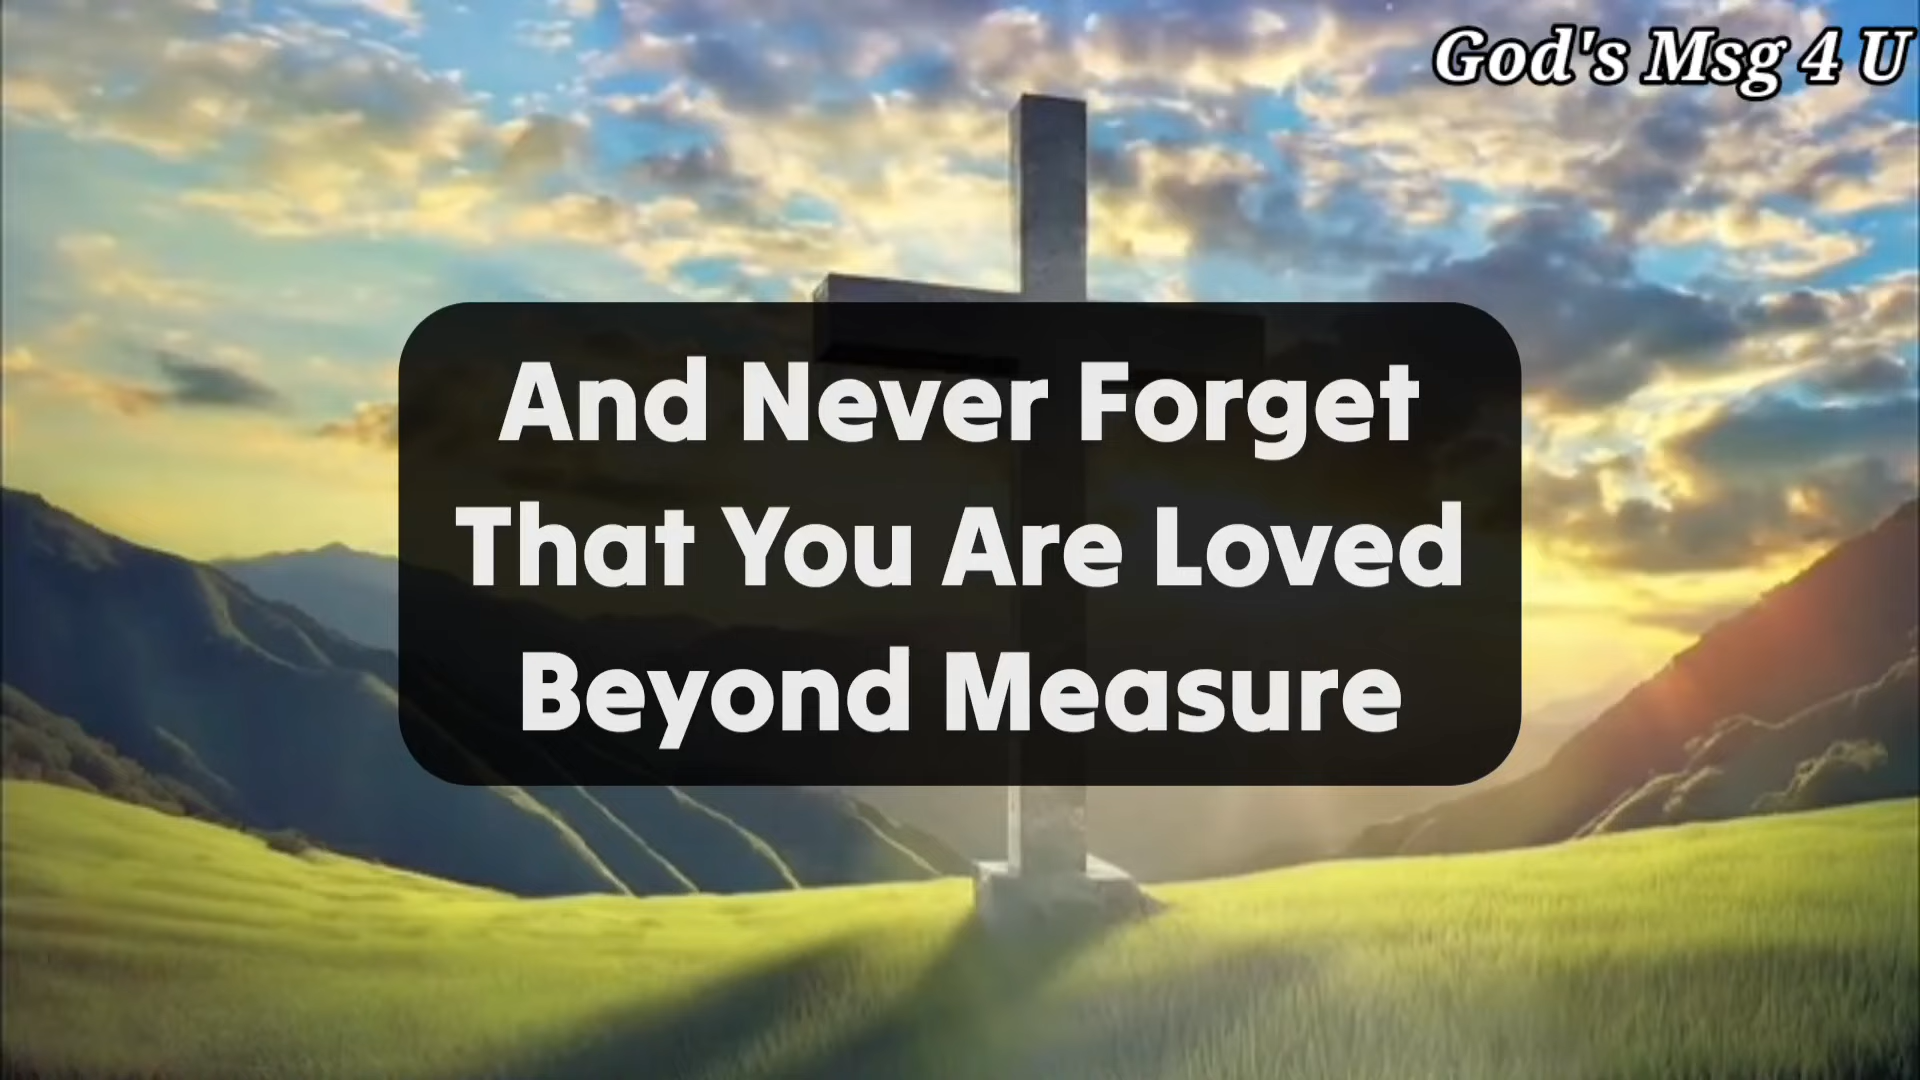 God's Msg 4 U
And Never Forget
That You Are Loved
Beyond Measure